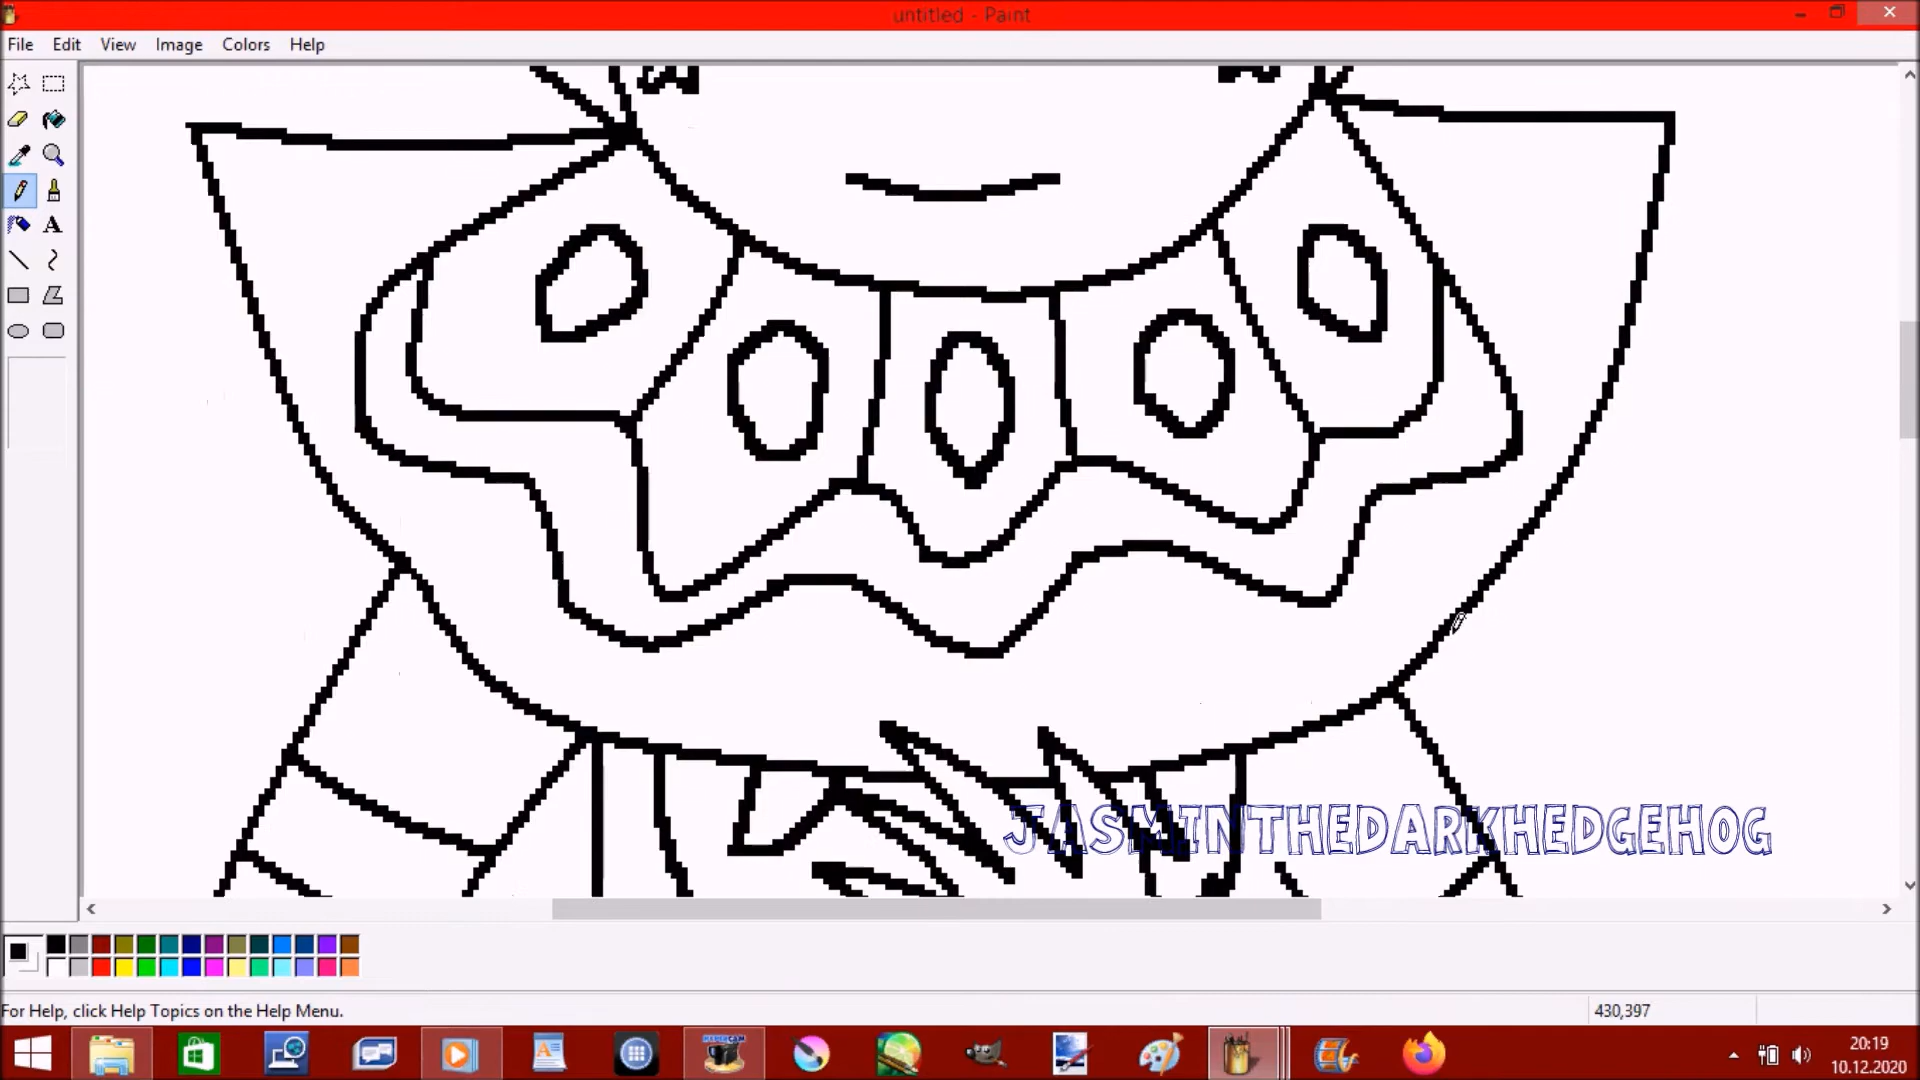 untitled - Paint
File Edit View Image Colors Help
A
JASMINTHEDARKHEDGEHOG
For Help, click Help Topics on the Help Menu.
430,397
HYPERCAM
20:19
10.12.2020